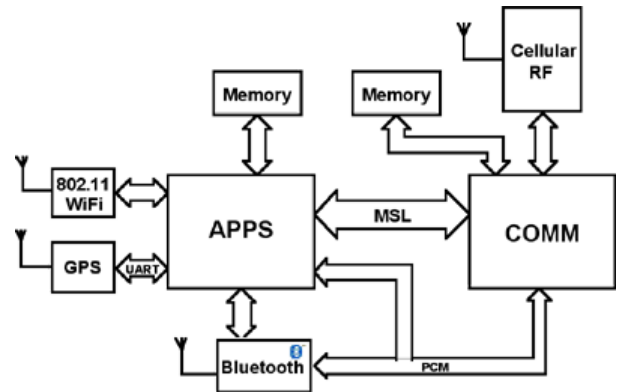 Cellular
RF
Memory
Memory
802.11
WiFi
APPS
MSL
COMM
GPS
UART
Bluetooth
PCM